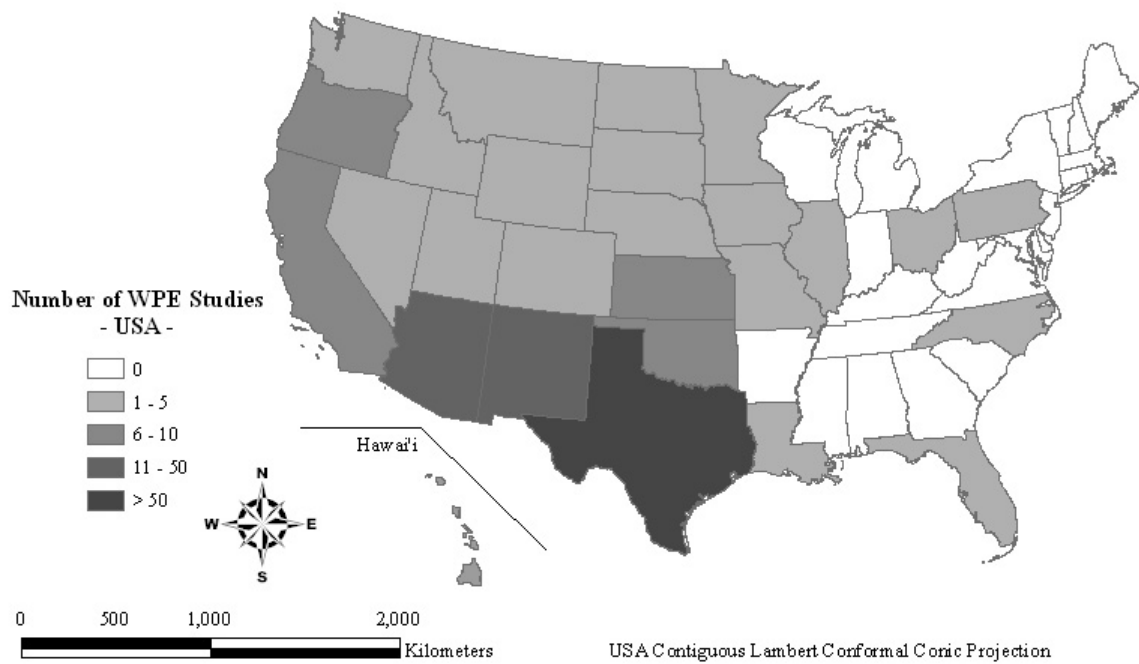 Number of WPE Studies
- USA -
0
1 - 5
6 - 10
11 - 50
> 50
Hawai'i
N
W E
S
0 500 1,000 2,000
Kilometers
USA Contiguous Lambert Conformal Conic Projection